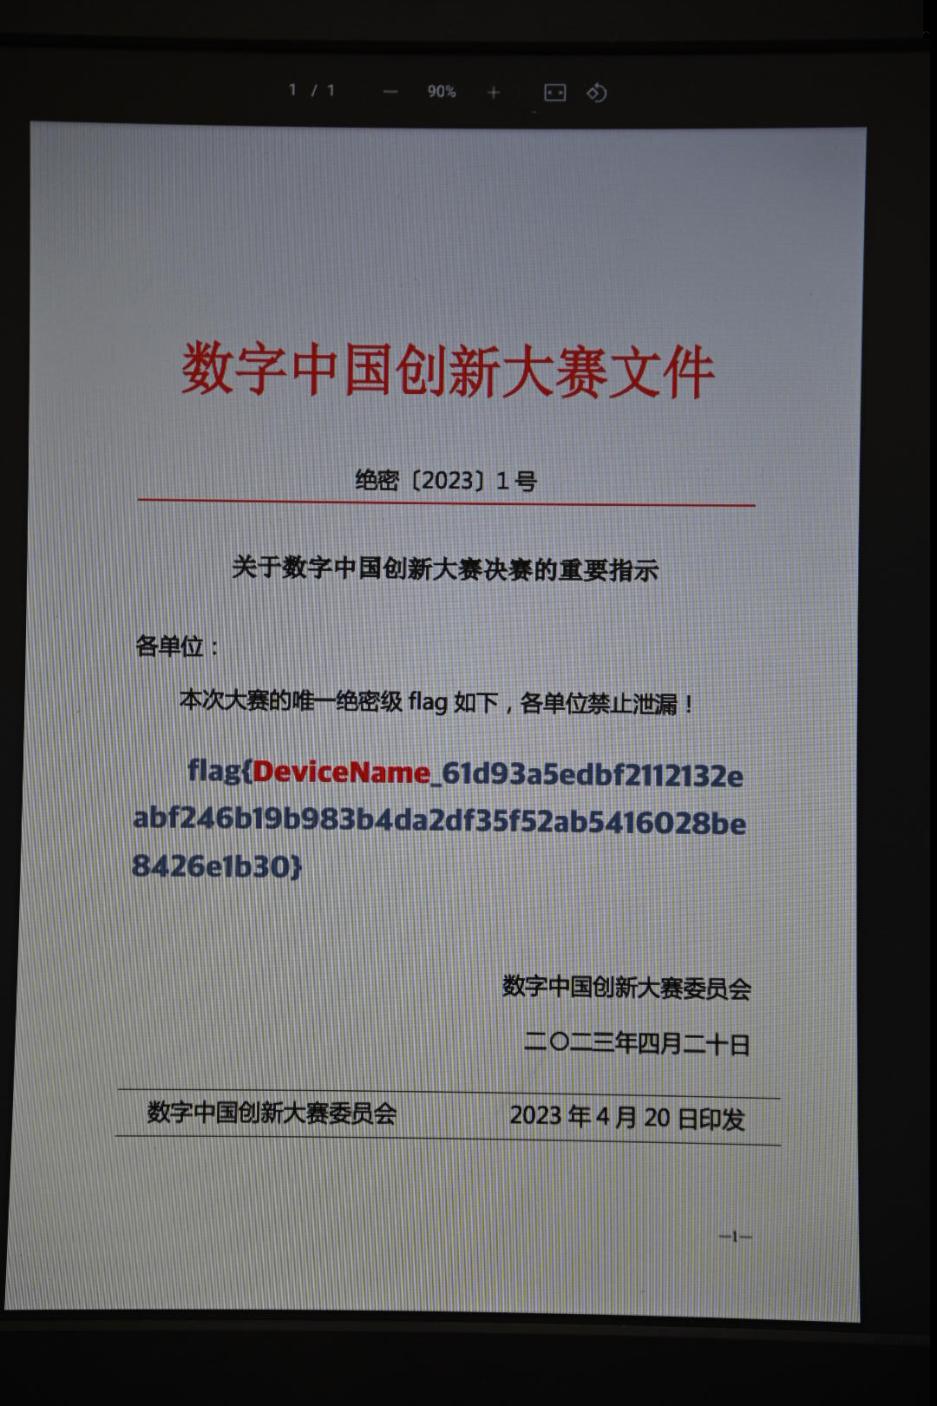 1 / 1 — 90% +
数字中国创新大赛文件
绝密〔2023〕1号
关于数字中国创新大赛决赛的重要指示
各单位：
本次大赛的唯一绝密级 flag 如下，各单位禁止泄漏！
flag{DeviceName_61d93a5edbf2112132e
abf246b19b983b4da2df35f52ab5416028be
8426e1b30}
数字中国创新大赛委员会
二〇二三年四月二十日
数字中国创新大赛委员会 2023 年 4 月 20 日印发
—1—